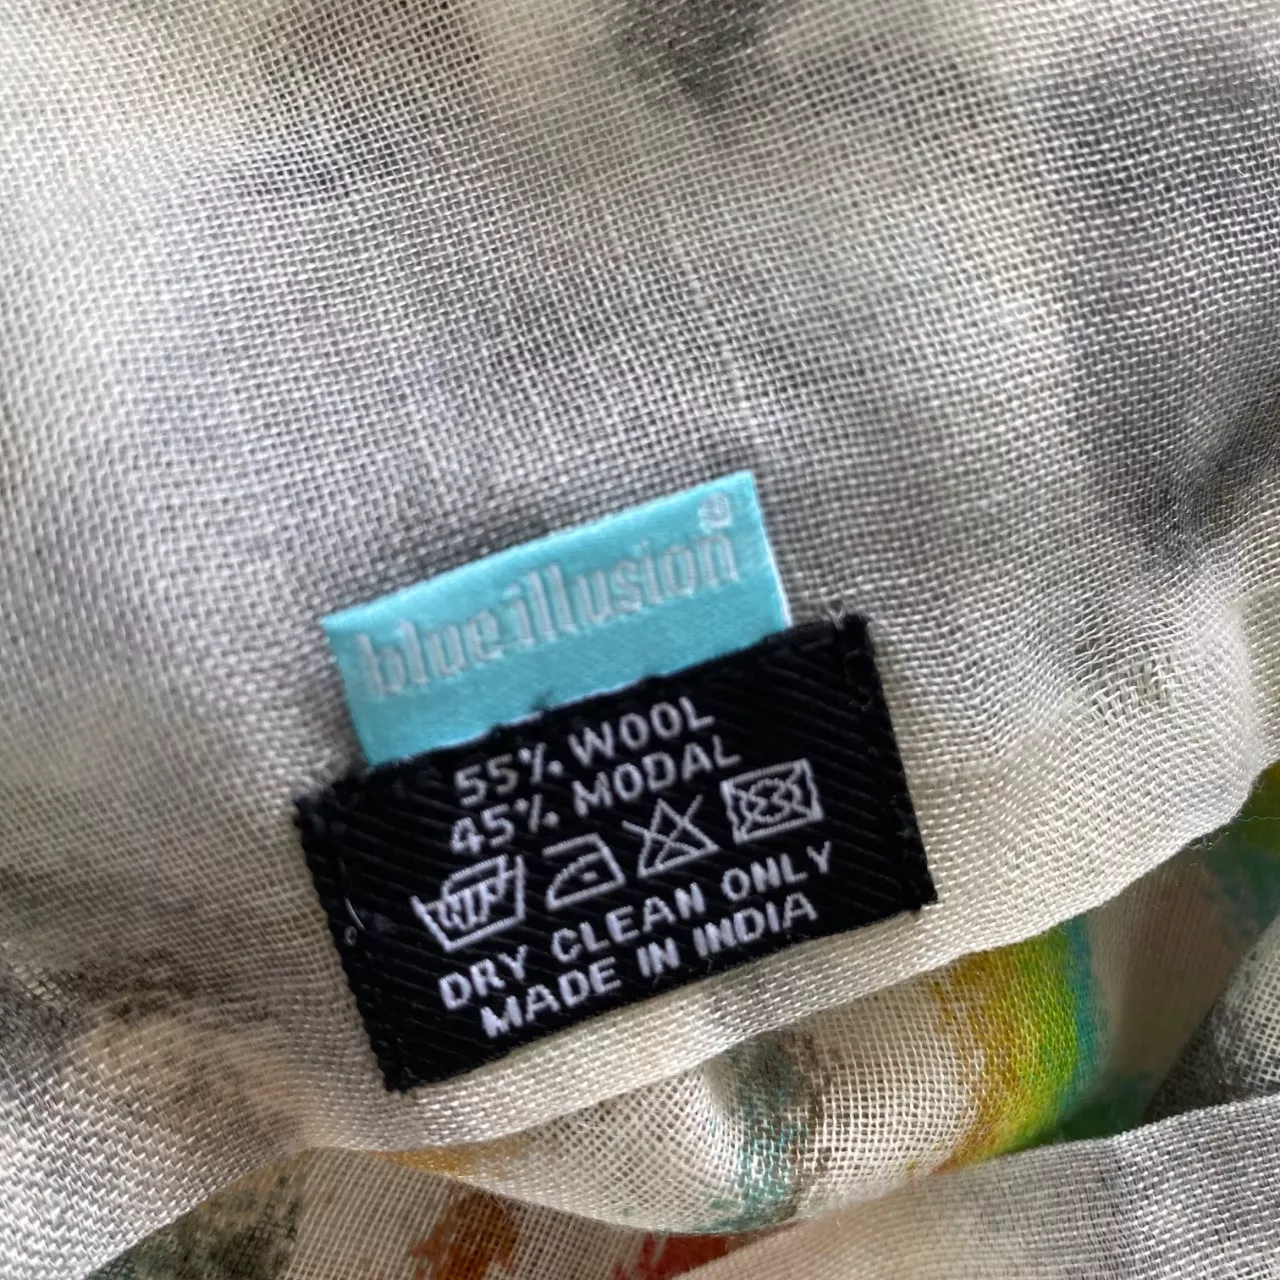 blue illusion®
55% WOOL
45% MODAL
DRY CLEAN ONLY
MADE IN INDIA